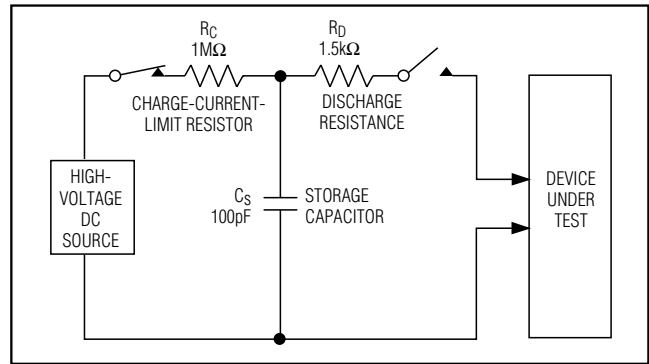 RC
1MΩ
CHARGE-CURRENT-
LIMIT RESISTOR
RD
1.5kΩ
DISCHARGE
RESISTANCE
HIGH-
VOLTAGE
DC
SOURCE
CS
100pF
STORAGE
CAPACITOR
DEVICE
UNDER
TEST